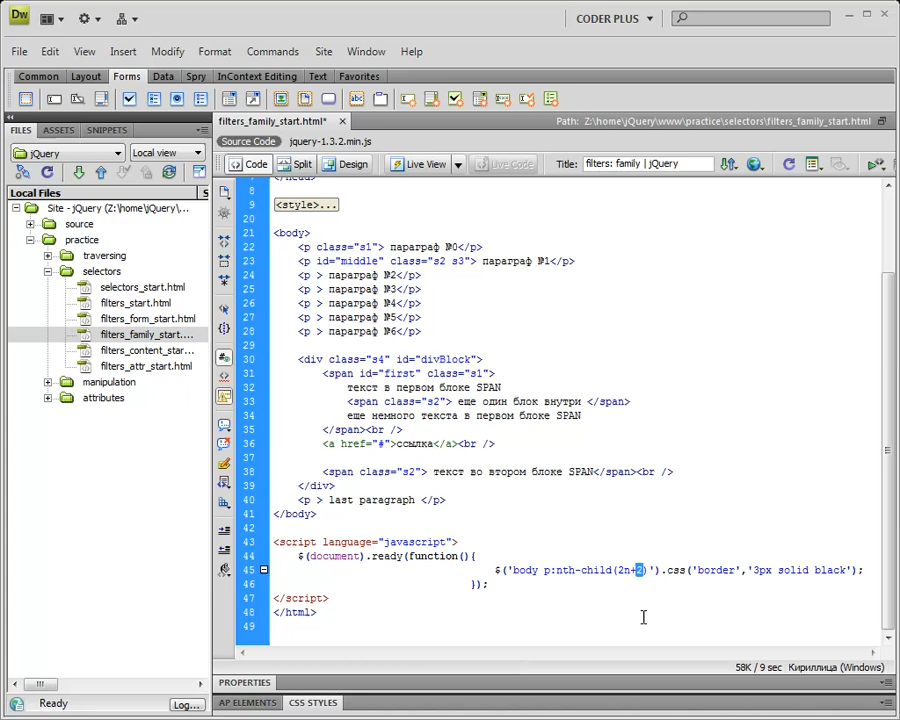 Dw
CODER PLUS
File Edit View Insert Modify Format Commands Site Window Help
Common Layout Forms Data Spry InContext Editing Text Favorites
abc
FILES ASSETS SNIPPETS
filters_family_start.html*
Path: Z:\home\jQuery\www\practice\selectors\filters_family_start.html
Source Code jquery-1.3.2.min.js
jQuery Local view
Code Split Design Live View Live Code Title: filters: family | jQuery
Local Files S
Site - jQuery (Z:\home\jQuery\...
source
practice
traversing
selectors
selectors_start.html
filters_start.html
filters_form_start.html
filters_family_start....
filters_content_star...
filters_attr_start.html
manipulation
attributes
8
9 <style>...
20
21 <body>
22 <p class="s1"> параграф №0</p>
23 <p id="middle" class="s2 s3"> параграф №1</p>
24 <p > параграф №2</p>
25 <p > параграф №3</p>
26 <p > параграф №4</p>
27 <p > параграф №5</p>
28 <p > параграф №6</p>
29
30 <div class="s4" id="divBlock">
31 <span id="first" class="s1">
32 текст в первом блоке SPAN
33 <span class="s2"> еще один блок внутри </span>
34 еще немного текста в первом блоке SPAN
35 </span><br />
36 <a href="#">ссылка</a><br />
37
38 <span class="s2"> текст во втором блоке SPAN</span><br />
39 </div>
40 <p > last paragraph </p>
41 </body>
42
43 <script language="javascript">
44 $(document).ready(function(){
45 $('body p:nth-child(2n+2)').css('border','3px solid black');
46 });
47 </script>
48 </html>
49
58K / 9 sec Кириллица (Windows)
PROPERTIES
Ready Log...
AP ELEMENTS CSS STYLES